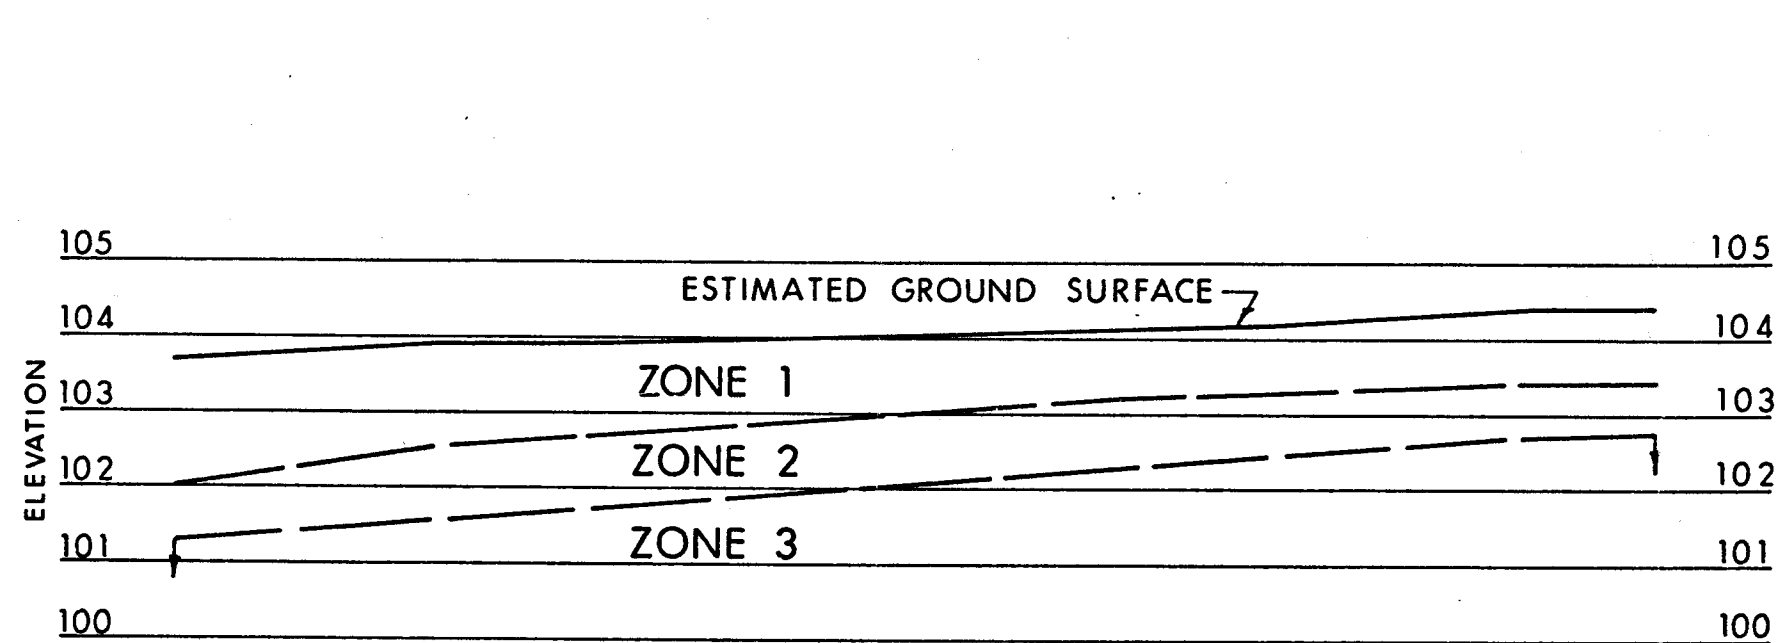 105 105
ESTIMATED GROUND SURFACE
104 104
ZONE 1
ELEVATION
103 103
ZONE 2
102 102
ZONE 3
101 101
100 100